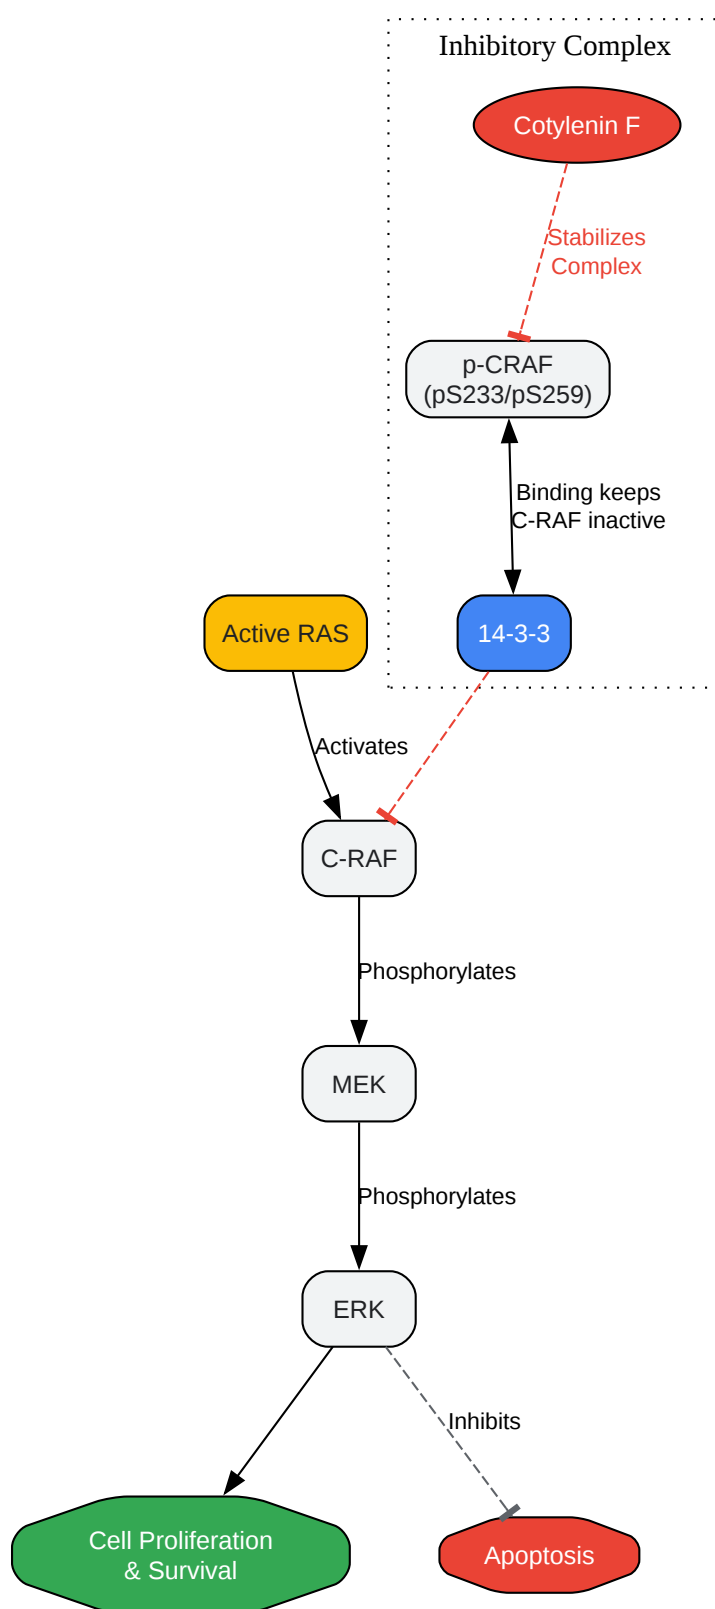 Inhibitory Complex
Cotylenin F
Stabilizes
Complex
p-CRAF
(pS233/pS259)
Binding keeps
C-RAF inactive
Active RAS
14-3-3
Activates
C-RAF
Phosphorylates
MEK
Phosphorylates
ERK
Inhibits
Cell Proliferation
& Survival
Apoptosis